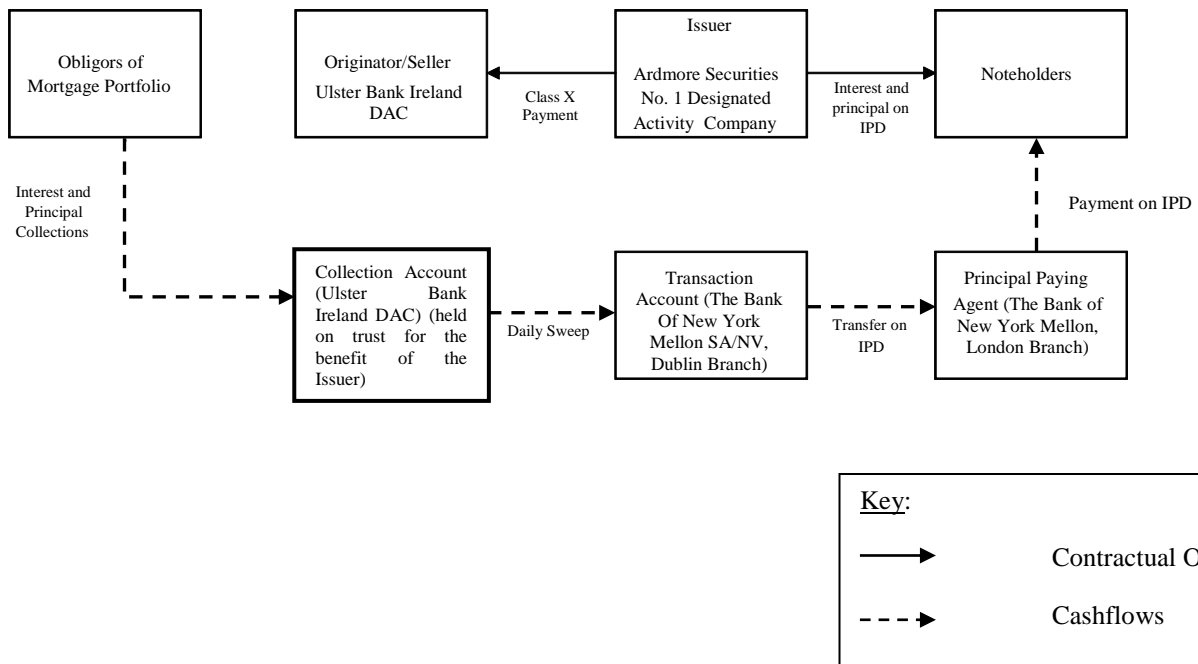 Obligors of
Mortgage Portfolio
Originator/Seller
Ulster Bank Ireland
DAC
Class X
Payment
Issuer
Ardmore Securities
No. 1 Designated
Activity Company
Interest and
principal on
IPD
Noteholders
Interest and
Principal
Collections
Payment on IPD
Collection Account
(Ulster Bank
Ireland DAC) (held
on trust for the
benefit of the
Issuer)
Daily Sweep
Transaction
Account (The Bank
Of New York
Mellon SA/NV,
Dublin Branch)
Transfer on
IPD
Principal Paying
Agent (The Bank of
New York Mellon,
London Branch)
Key:
Contractual O
Cashflows